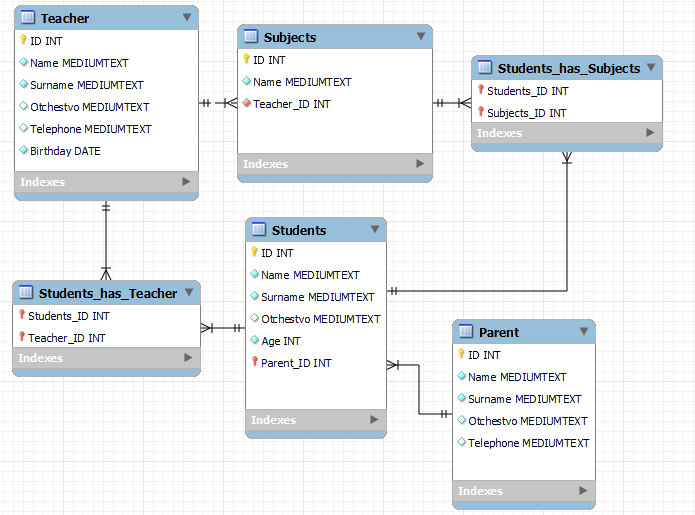 Teacher
ID INT
Name MEDIUMTEXT
Surname MEDIUMTEXT
Otchestvo MEDIUMTEXT
Telephone MEDIUMTEXT
Birthday DATE
Indexes
Subjects
ID INT
Name MEDIUMTEXT
Teacher_ID INT
Indexes
Students_has_Subjects
Students_ID INT
Subjects_ID INT
Indexes
Students_has_Teacher
Students_ID INT
Teacher_ID INT
Indexes
Students
ID INT
Name MEDIUMTEXT
Surname MEDIUMTEXT
Otchestvo MEDIUMTEXT
Age INT
Parent_ID INT
Indexes
Parent
ID INT
Name MEDIUMTEXT
Surname MEDIUMTEXT
Otchestvo MEDIUMTEXT
Telephone MEDIUMTEXT
Indexes